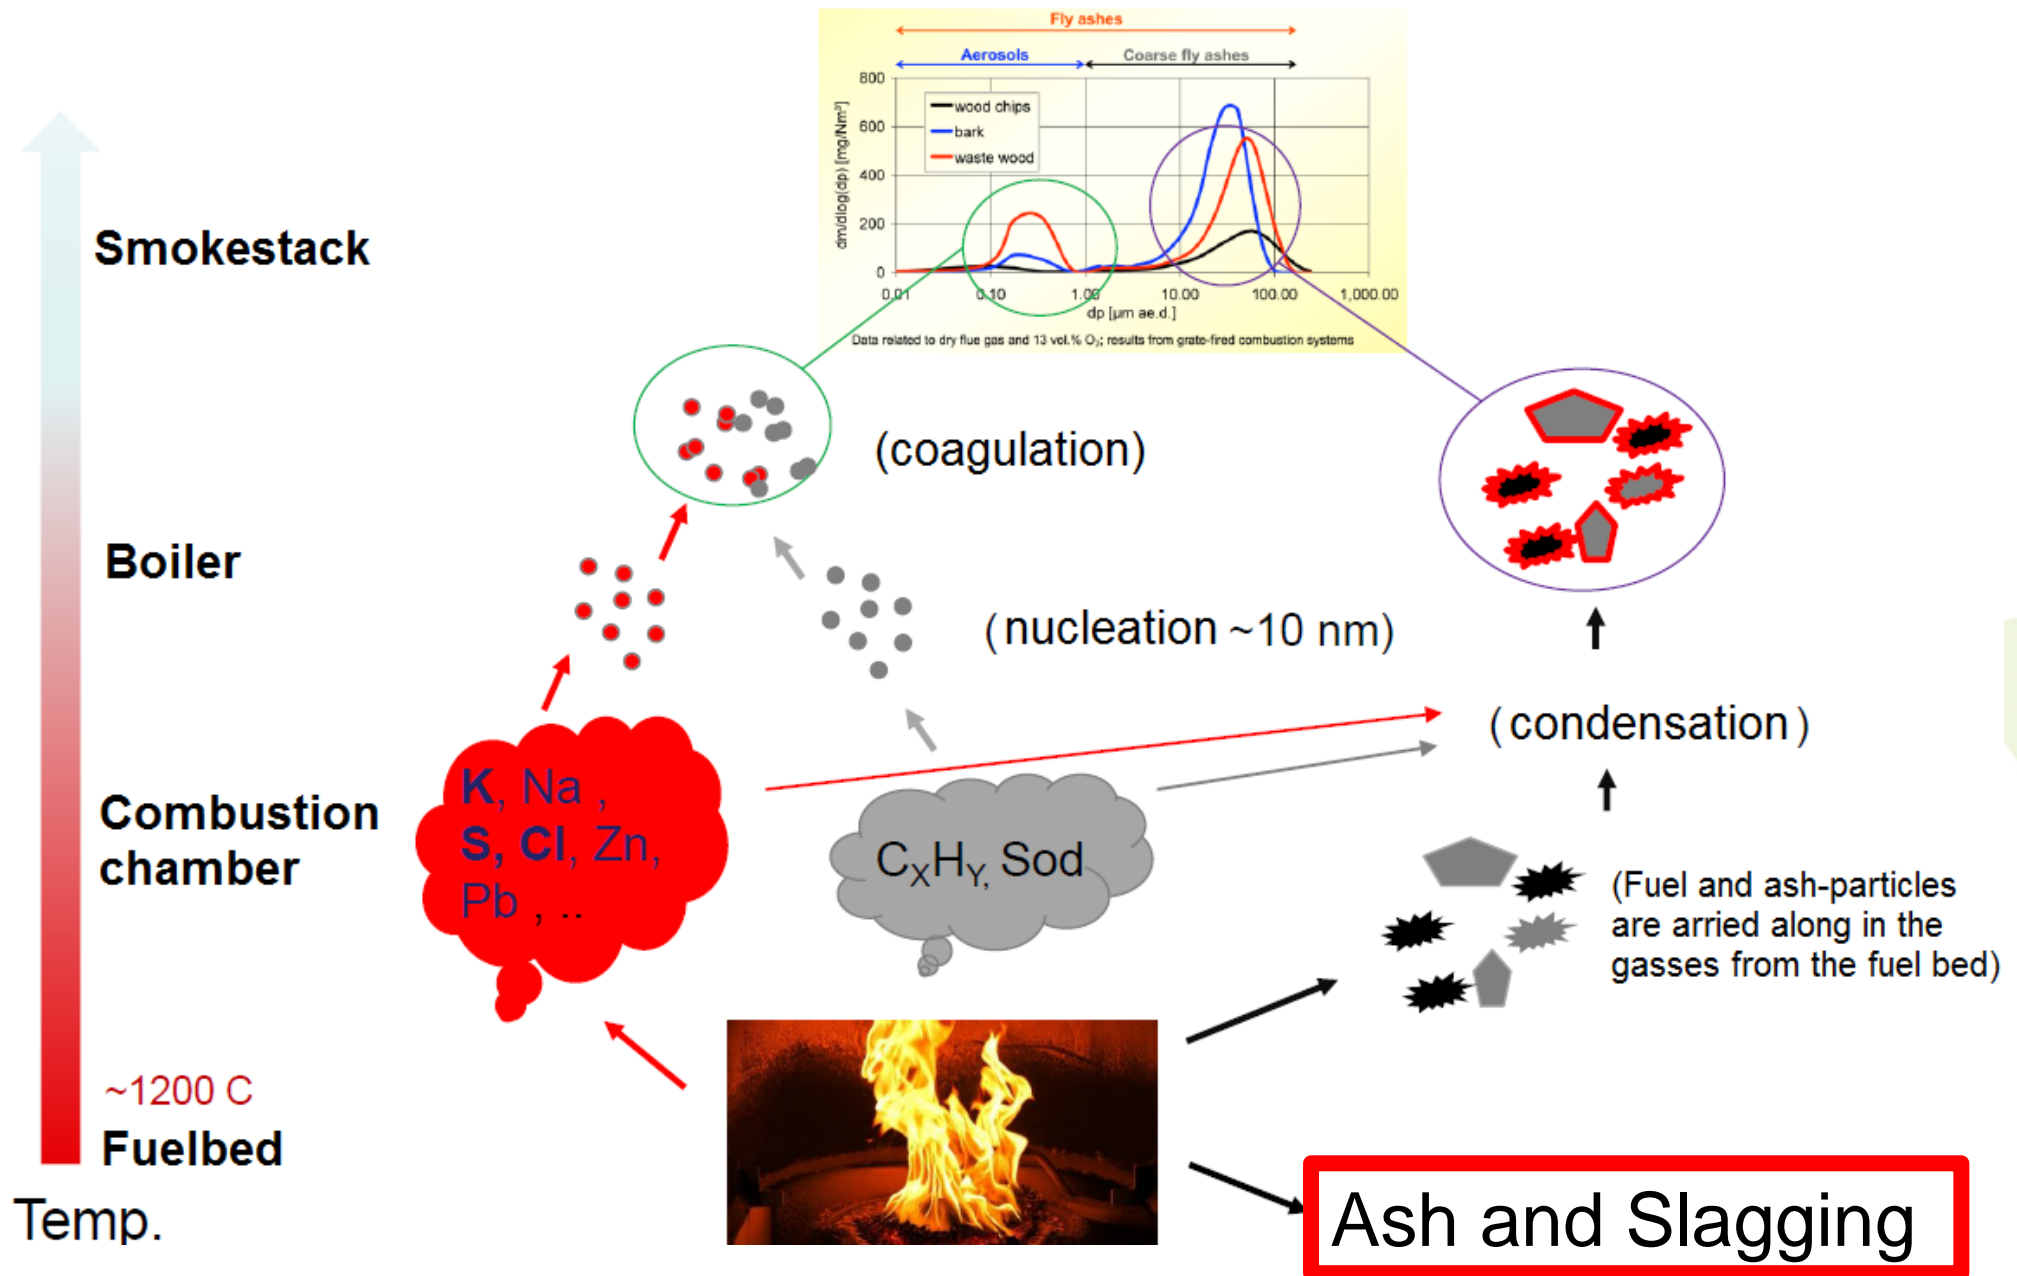 Fly ashes
Aerosols
Coarse fly ashes
800
600
400
200
0
dm/dlog(dp) [mg/Nm³]
wood chips
bark
waste wood
0.01
0.10
1.00
10.00
100.00
1,000.00
dp [µm ae.d.]
Data related to dry flue gas and 13 vol.% O₂; results from grate-fired combustion systems
Smokestack
(coagulation)
Boiler
(nucleation ~10 nm)
(condensation)
Combustion
chamber
K, Na ,
S, Cl, Zn,
Pb , ..
CXHY, Sod
(Fuel and ash-particles
are arried along in the
gasses from the fuel bed)
~1200 C
Fuelbed
Temp.
Ash and Slagging